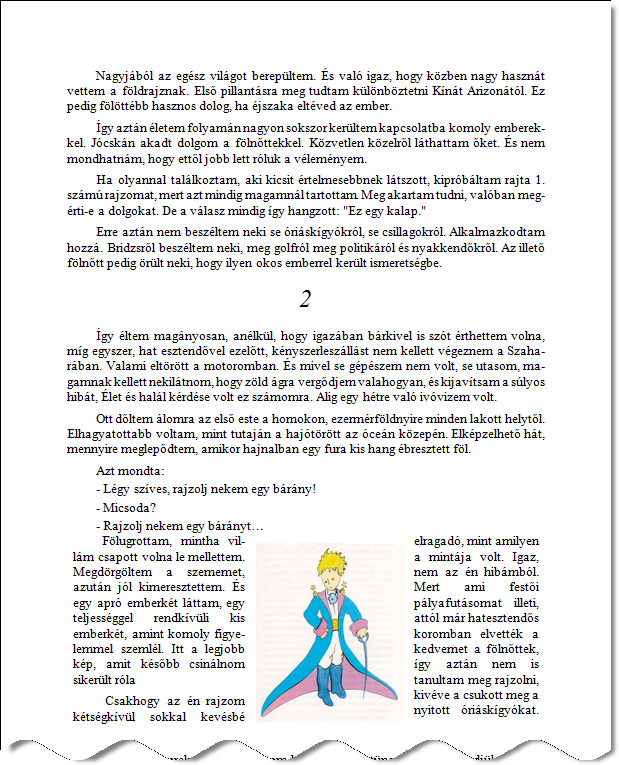 Nagyjából az egész világot berepültem. És való igaz, hogy közben nagy hasznát
vettem a földrajznak. Első pillantásra meg tudtam különböztetni Kínát Arizonától. Ez
pedig fölöttébb hasznos dolog, ha éjszaka eltéved az ember.
Így aztán életem folyamán nagyon sokszor kerültem kapcsolatba komoly emberek-
kel. Jócskán akadt dolgom a fölnőttekkel. Közvetlen közelről láthattam őket. És nem
mondhatnám, hogy ettől jobb lett róluk a véleményem.
Ha olyannal találkoztam, aki kicsit értelmesebbnek látszott, kipróbáltam rajta 1.
számú rajzomat, mert azt mindig magamnál tartottam. Meg akartam tudni, valóban meg-
érti-e a dolgokat. De a válasz mindig így hangzott: "Ez egy kalap."
Erre aztán nem beszéltem neki se óriáskígyókról, se csillagokról. Alkalmazkodtam
hozzá. Bridzsről beszéltem neki, meg golfról meg politikáról és nyakkendőkről. Az illető
fölnőtt pedig örült neki, hogy ilyen okos emberrel került ismeretségbe.
2
Így éltem magányosan, anélkül, hogy igazában bárkivel is szót érthettem volna,
míg egyszer, hat esztendővel ezelőtt, kényszerleszállást nem kellett végeznem a Szaha-
rában. Valami eltörött a motoromban. És mivel se gépészem nem volt, se utasom, ma-
gamnak kellett nekilátnom, hogy zöld ágra vergődjem valahogyan, és kijavítsam a súlyos
hibát, Élet és halál kérdése volt ez számomra. Alig egy hétre való ivóvizem volt.
Ott dőltem álomra az első este a homokon, ezermérföldnyire minden lakott helytől.
Elhagyatottabb voltam, mint tutaján a hajótörött az óceán közepén. Elképzelhető hát,
mennyire meglepődtem, amikor hajnalban egy fura kis hang ébresztett föl.
Azt mondta:
- Légy szíves, rajzolj nekem egy bárány!
- Micsoda?
- Rajzolj nekem egy bárányt…
Fölugrottam, mintha vil-
lám csapott volna le mellettem.
Megdörgöltem a szememet,
azután jól kimeresztettem. És
egy apró emberkét láttam, egy
teljességgel rendkívüli kis
emberkét, amint komoly figye-
lemmel szemlél. Itt a legjobb
kép, amit később csinálnom
sikerült róla
Csakhogy az én rajzom
kétségkívül sokkal kevésbé
elragadó, mint amilyen
a mintája volt. Igaz,
nem az én hibámból.
Mert ami festői
pályafutásomat illeti,
attól már hatesztendős
koromban elvették a
kedvemet a fölnőttek,
így aztán nem is
tanultam meg rajzolni,
kivéve a csukott meg a
nyitott óriáskígyókat.